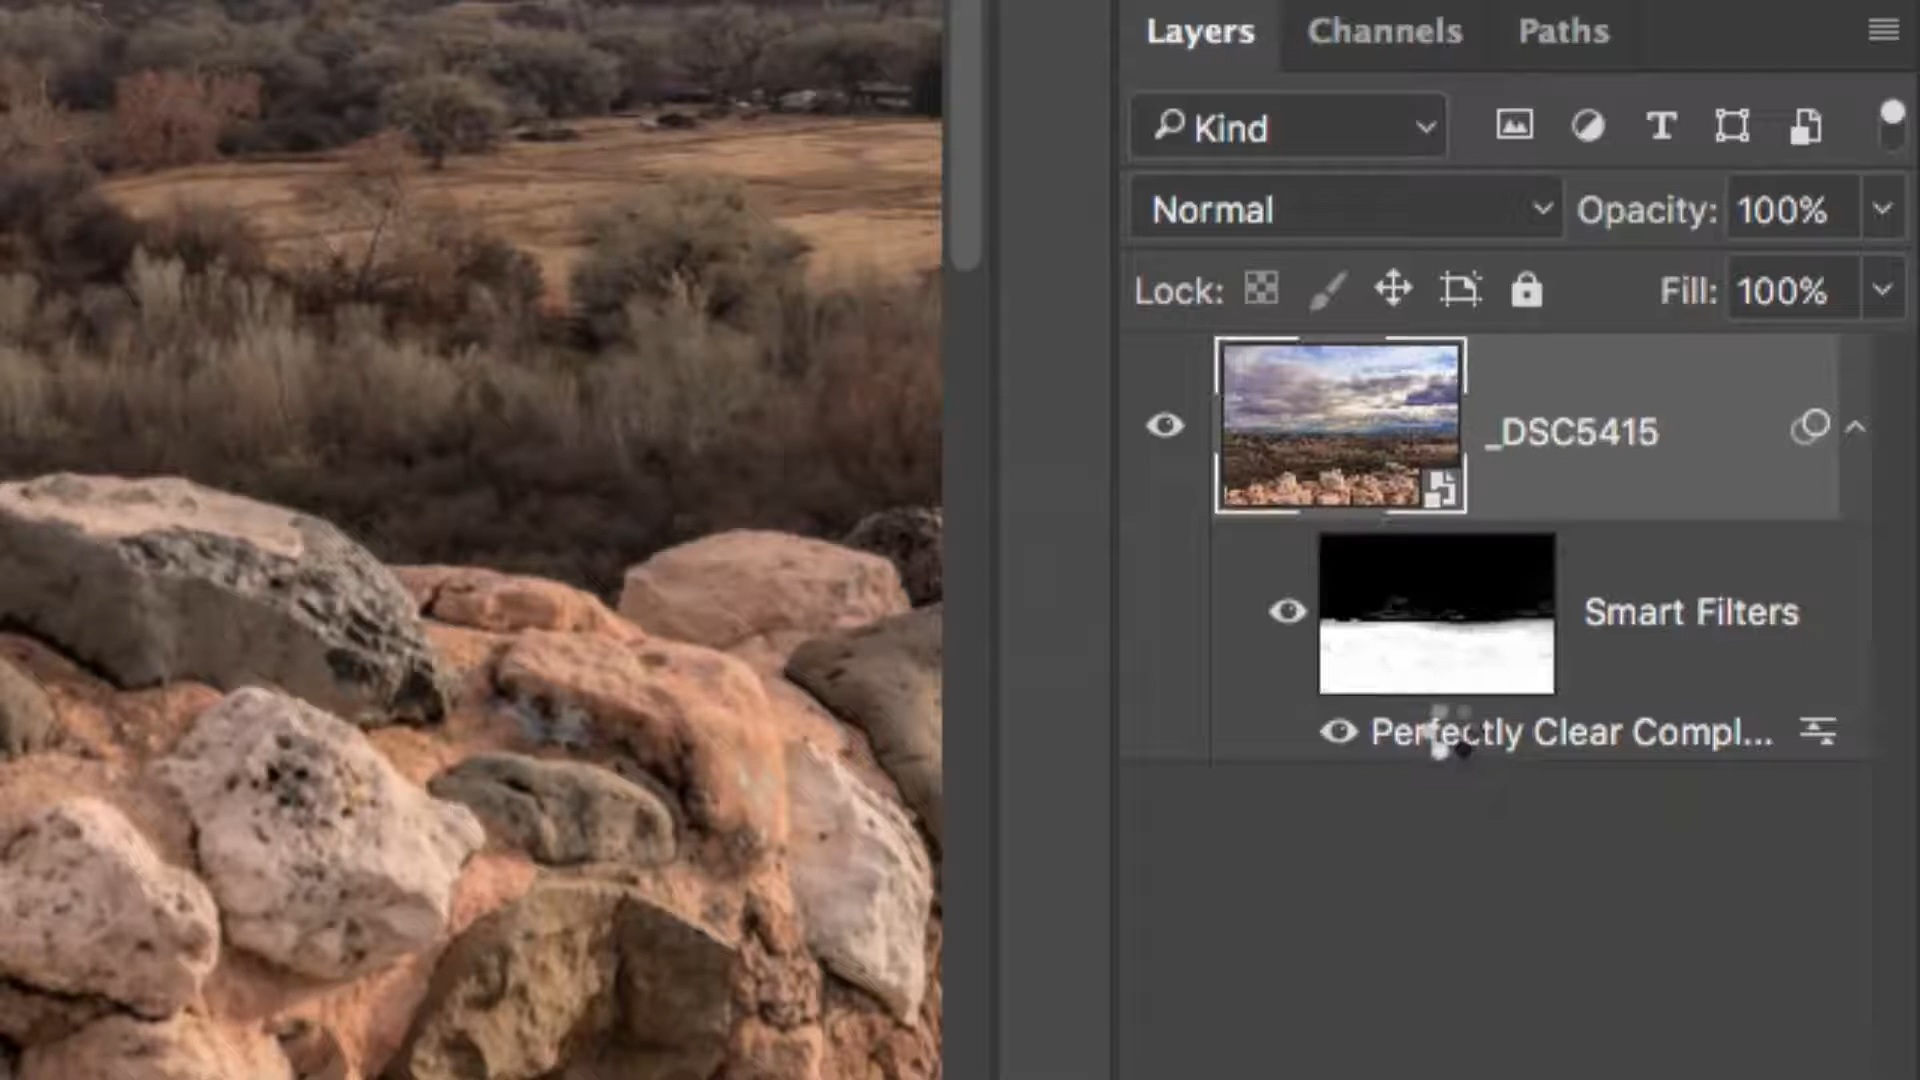 Layers Channels Paths
Kind
Normal Opacity: 100%
Lock: Fill: 100%
_DSC5415
Smart Filters
Perfectly Clear Compl...